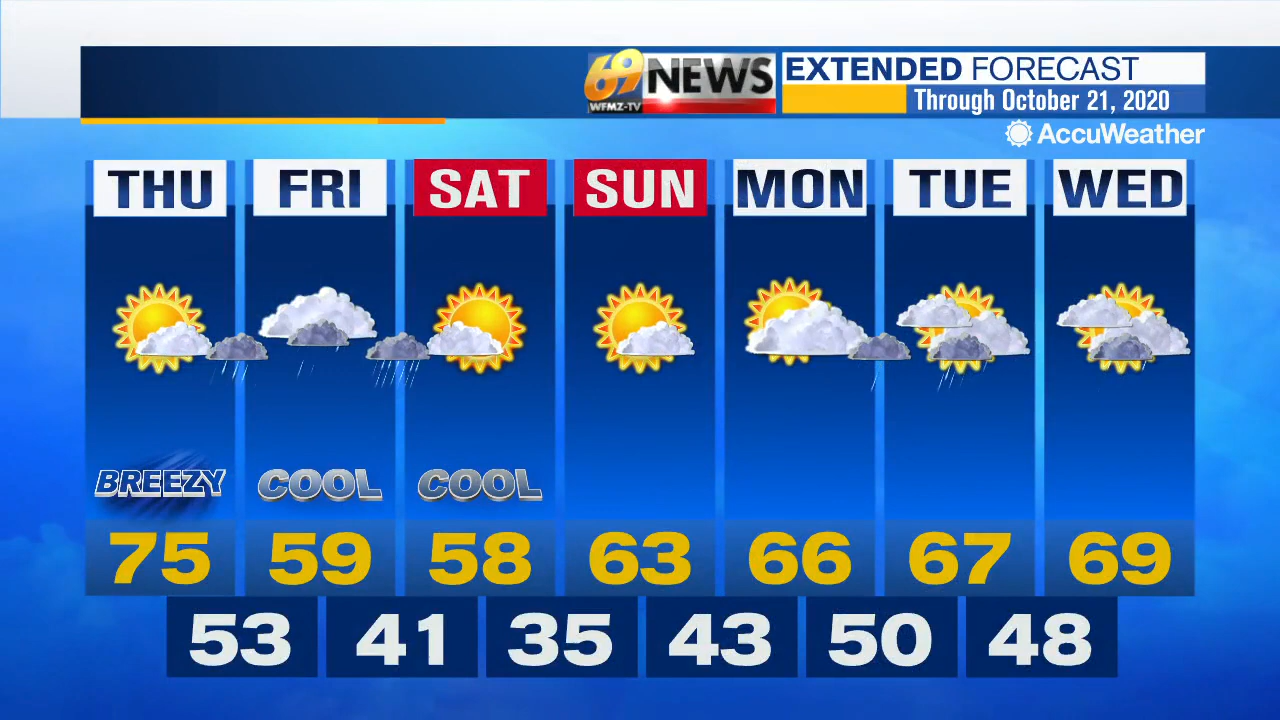 69 NEWS
WFMZ-TV
EXTENDED FORECAST
Through October 21, 2020
AccuWeather
THU FRI SAT SUN MON TUE WED
BREEZY COOL COOL
75 59 58 63 66 67 69
53 41 35 43 50 48